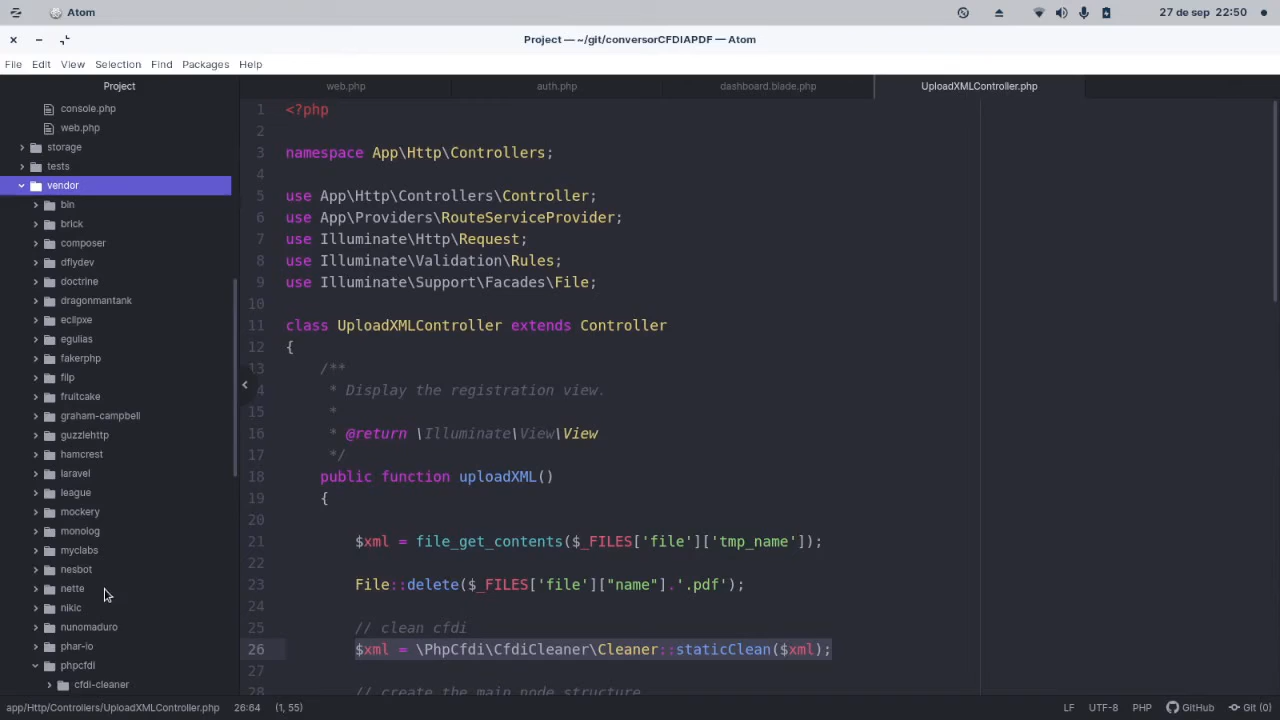 Atom
27 de sep 22:50
Project — ~/git/conversorCFDIAPDF — Atom
File Edit View Selection Find Packages Help
Project
console.php
web.php
storage
tests
vendor
bin
brick
composer
dflydev
doctrine
dragonmantank
eclipxe
egulias
fakerphp
filp
fruitcake
graham-campbell
guzzlehttp
hamcrest
laravel
league
mockery
monolog
myclabs
nesbot
nette
nikic
nunomaduro
phar-io
phpcfdi
cfdi-cleaner
web.php auth.php dashboard.blade.php UploadXMLController.php
1 <?php
2
3 namespace App\Http\Controllers;
4
5 use App\Http\Controllers\Controller;
6 use App\Providers\RouteServiceProvider;
7 use Illuminate\Http\Request;
8 use Illuminate\Validation\Rules;
9 use Illuminate\Support\Facades\File;
10
11 class UploadXMLController extends Controller
12 {
13 /**
14 * Display the registration view.
15 *
16 * @return \Illuminate\View\View
17 */
18 public function uploadXML()
19 {
20
21 $xml = file_get_contents($_FILES['file']['tmp_name']);
22
23 File::delete($_FILES['file']["name"].'.pdf');
24
25 // clean cfdi
26 $xml = \PhpCfdi\CfdiCleaner\Cleaner::staticClean($xml);
27
28 // create the main node structure
app/Http/Controllers/UploadXMLController.php 26:64 (1, 55) LF UTF-8 PHP GitHub Git (0)